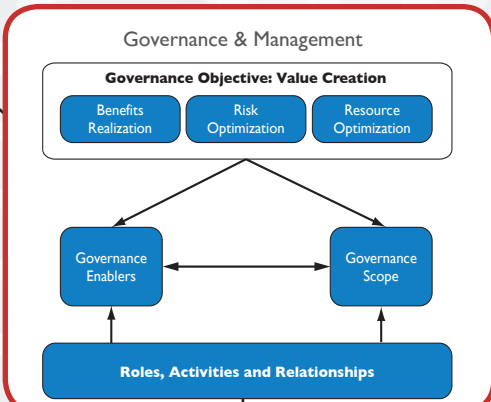 Governance & Management
Governance Objective: Value Creation
Benefits
Realization
Risk
Optimization
Resource
Optimization
Governance
Enablers
Governance
Scope
Roles, Activities and Relationships